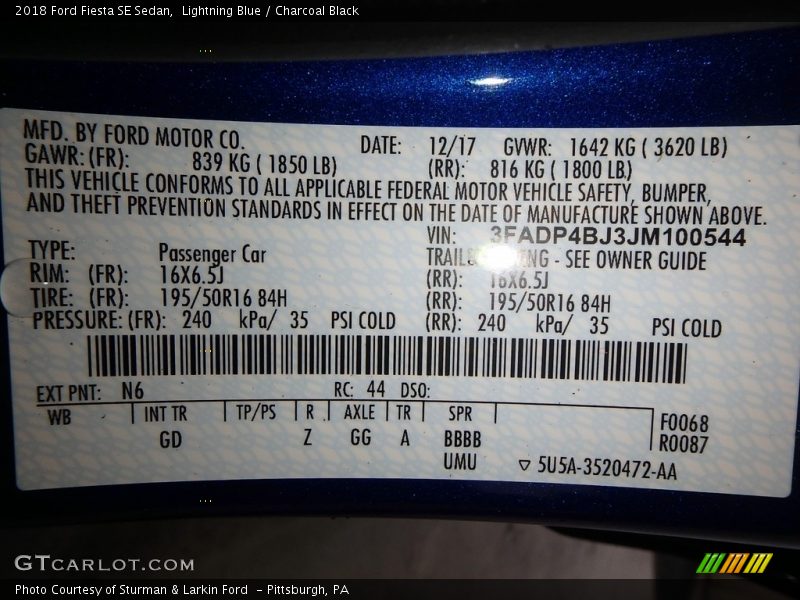 2018 Ford Fiesta SE Sedan, Lightning Blue / Charcoal Black
MFD. BY FORD MOTOR CO. DATE: 12/17 GVWR: 1642 KG ( 3620 LB)
GAWR: (FR): 839 KG ( 1850 LB) (RR): 816 KG ( 1800 LB)
THIS VEHICLE CONFORMS TO ALL APPLICABLE FEDERAL MOTOR VEHICLE SAFETY, BUMPER,
AND THEFT PREVENTION STANDARDS IN EFFECT ON THE DATE OF MANUFACTURE SHOWN ABOVE.
VIN: 3FADP4BJ3JM100544
TYPE: Passenger Car - SEE OWNER GUIDE
RIM: (FR): 16X6.5J (RR): 16X6.5J
TIRE: (FR): 195/50R16 84H (RR): 195/50R16 84H
PRESSURE: (FR): 240 kPa/ 35 PSI COLD (RR): 240 kPa/ 35 PSI COLD
EXT PNT: N6 RC: 44 DSO:
WB INT TR TP/PS R AXLE TR SPR F0068
GD Z GG A BBBB R0087
UMU ▽ 5U5A-3520472-AA
GTCARLOT.COM
Photo Courtesy of Sturman & Larkin Ford - Pittsburgh, PA